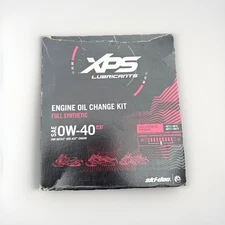 XPS
LUBRICANTS
ENGINE OIL CHANGE KIT
FULL SYNTHETIC
SAE 0W-40
ski-doo